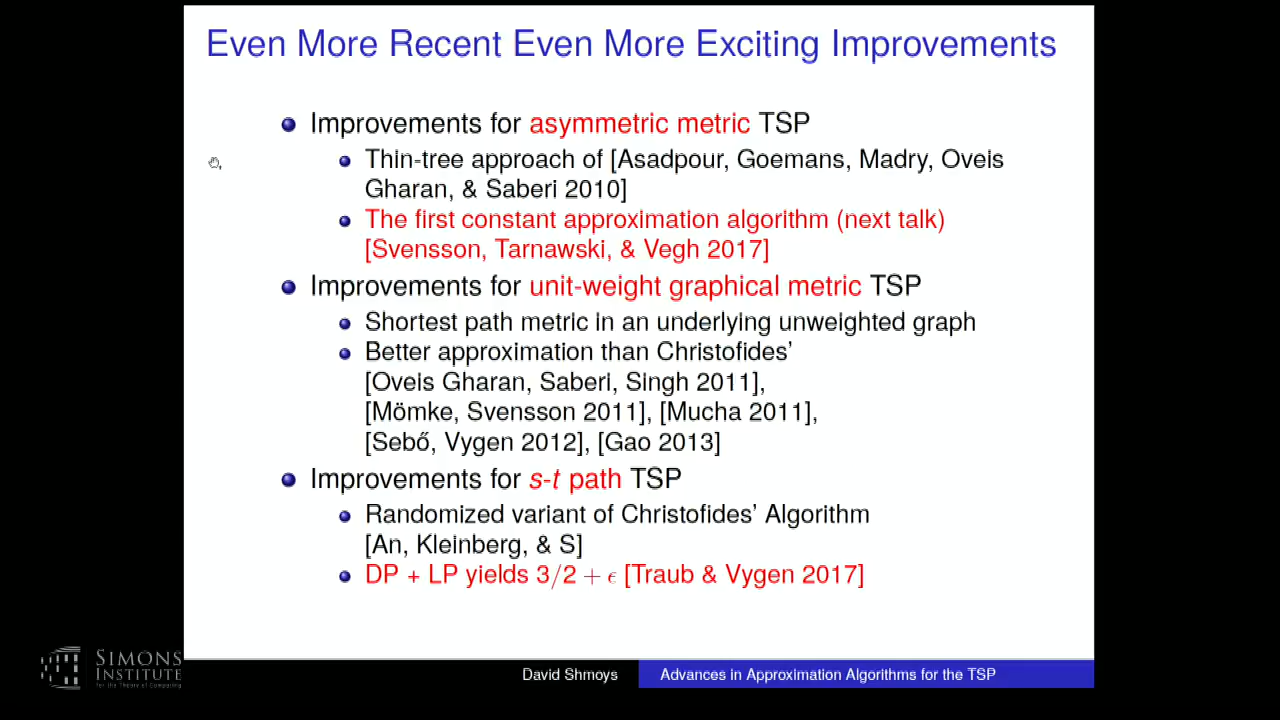 Even More Recent Even More Exciting Improvements
Improvements for asymmetric metric TSP
Thin-tree approach of [Asadpour, Goemans, Madry, Oveis
Gharan, & Saberi 2010]
The first constant approximation algorithm (next talk)
[Svensson, Tarnawski, & Vegh 2017]
Improvements for unit-weight graphical metric TSP
Shortest path metric in an underlying unweighted graph
Better approximation than Christofides'
[Oveis Gharan, Saberi, Singh 2011],
[Mömke, Svensson 2011], [Mucha 2011],
[Sebő, Vygen 2012], [Gao 2013]
Improvements for s-t path TSP
Randomized variant of Christofides' Algorithm
[An, Kleinberg, & S]
DP + LP yields 3/2 + ϵ [Traub & Vygen 2017]
SIMONS
INSTITUTE
for the Theory of Computing
David Shmoys
Advances in Approximation Algorithms for the TSP